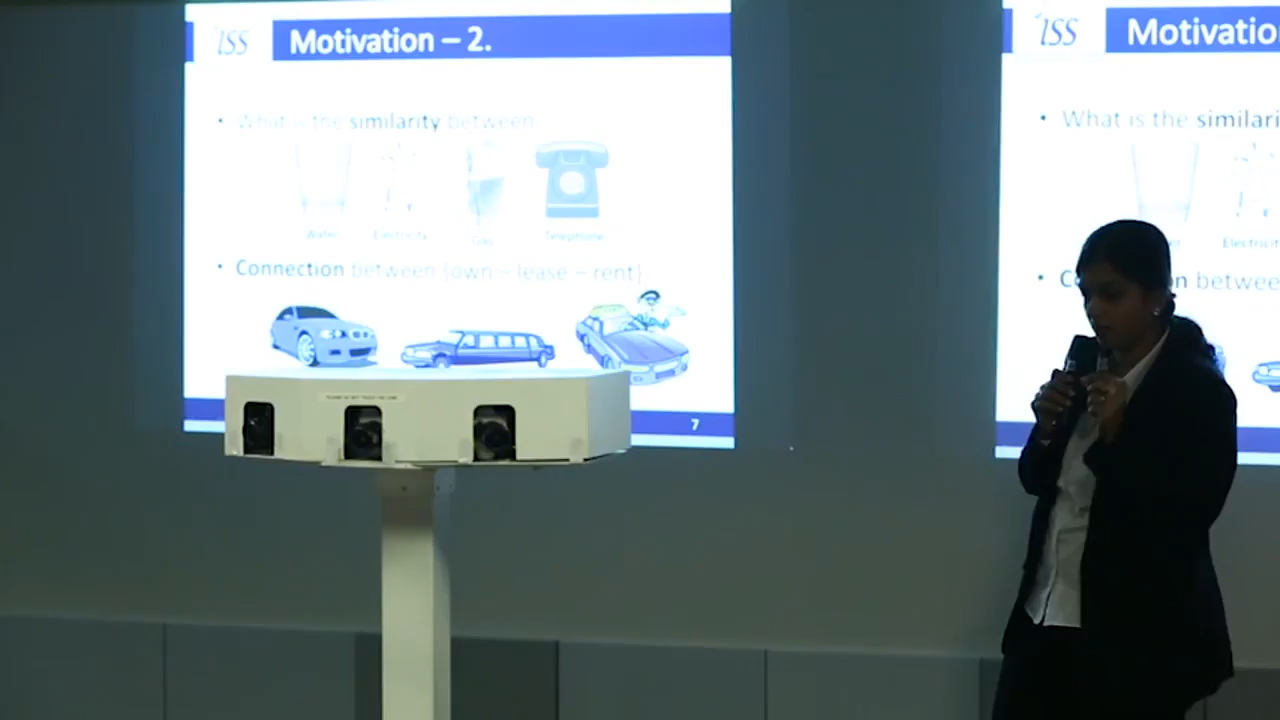 ISS
Motivation – 2.
• What is the similarity between
Water
Electricity
Gas
Telephone
• Connection between {own – lease – rent}
7
ISS
Motivatio
• What is the similari
Electricit
• C
n betwee